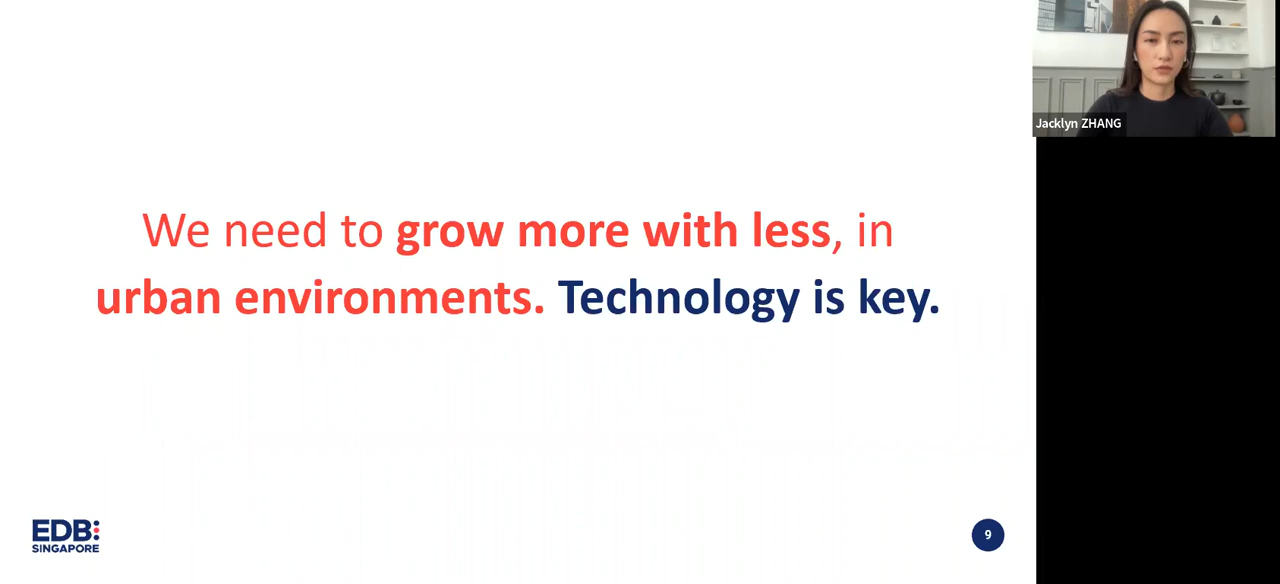 We need to grow more with less, in
urban environments. Technology is key.
EDB:
SINGAPORE
9
Jacklyn ZHANG